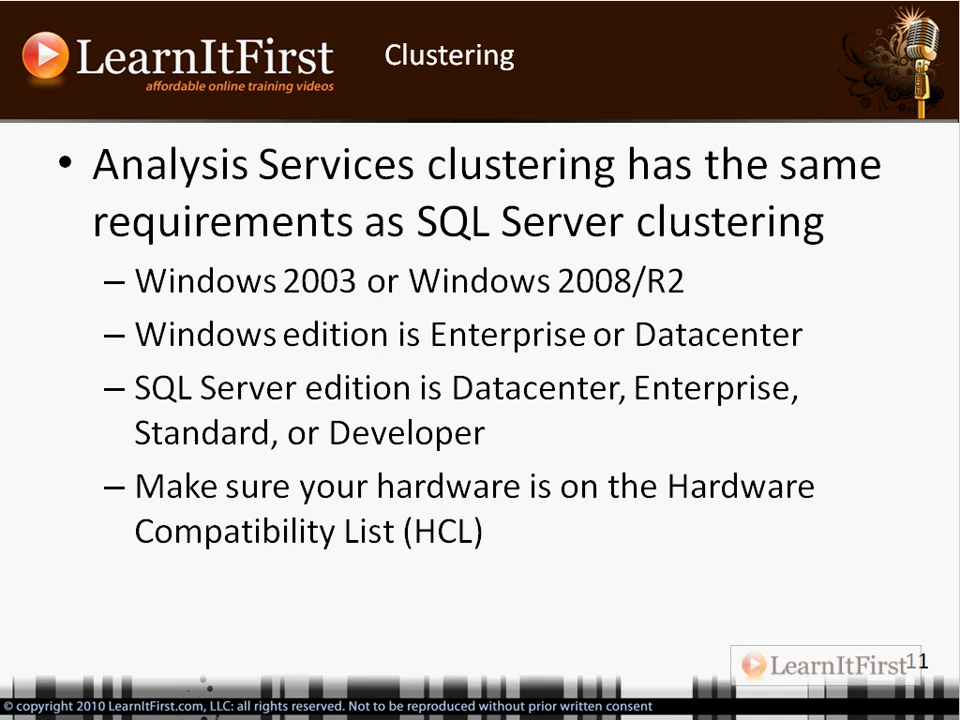 LearnItFirst
affordable online training videos
Clustering
• Analysis Services clustering has the same
requirements as SQL Server clustering
– Windows 2003 or Windows 2008/R2
– Windows edition is Enterprise or Datacenter
– SQL Server edition is Datacenter, Enterprise,
Standard, or Developer
– Make sure your hardware is on the Hardware
Compatibility List (HCL)
LearnItFirst
11
© copyright 2010 LearnItFirst.com, LLC: all rights reserved. Not to be reproduced without prior written consent